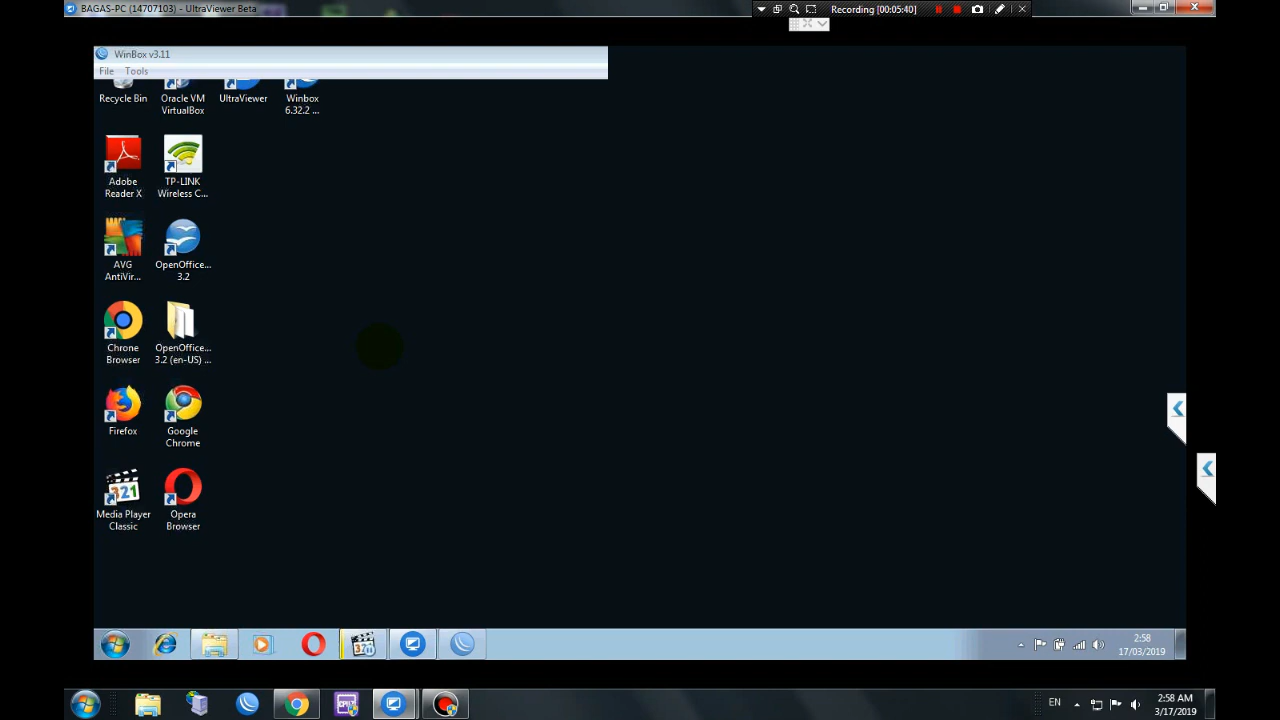 BAGAS-PC (14707103) - UltraViewer Beta
Recording [00:05:40]
WinBox v3.11
File Tools
Recycle Bin
Oracle VM
VirtualBox
UltraViewer
Winbox
6.32.2 ...
Adobe
Reader X
TP-LINK
Wireless C...
AVG
AntiVir...
OpenOffice...
3.2
Chrone
Browser
OpenOffice...
3.2 (en-US) ...
Firefox
Google
Chrome
321
Media Player
Classic
Opera
Browser
321
2:58
17/03/2019
EN
2:58 AM
3/17/2019